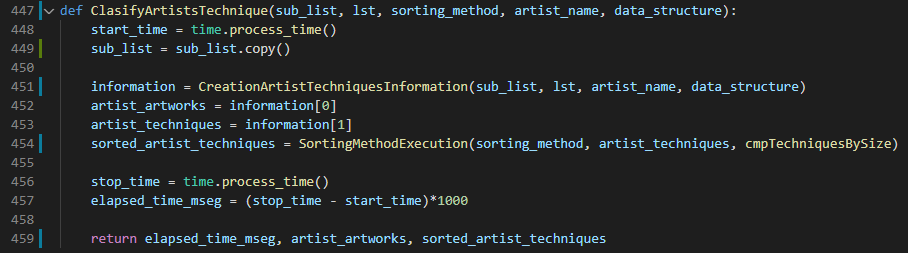 447 def ClasifyArtistsTechnique(sub_list, lst, sorting_method, artist_name, data_structure):
448     start_time = time.process_time()
449     sub_list = sub_list.copy()
450
451     information = CreationArtistTechniquesInformation(sub_list, lst, artist_name, data_structure)
452     artist_artworks = information[0]
453     artist_techniques = information[1]
454     sorted_artist_techniques = SortingMethodExecution(sorting_method, artist_techniques, cmpTechniquesBySize)
455
456     stop_time = time.process_time()
457     elapsed_time_mseg = (stop_time - start_time)*1000
458
459     return elapsed_time_mseg, artist_artworks, sorted_artist_techniques